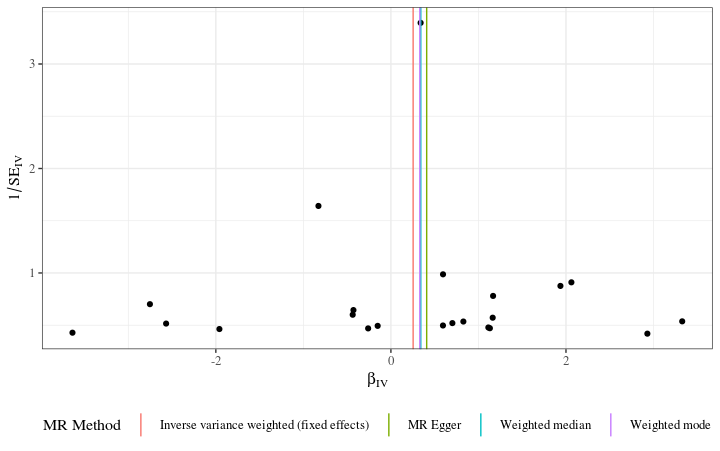 3
2
1
1/SE_IV
-2 0 2
β_IV
MR Method Inverse variance weighted (fixed effects) MR Egger Weighted median Weighted mode